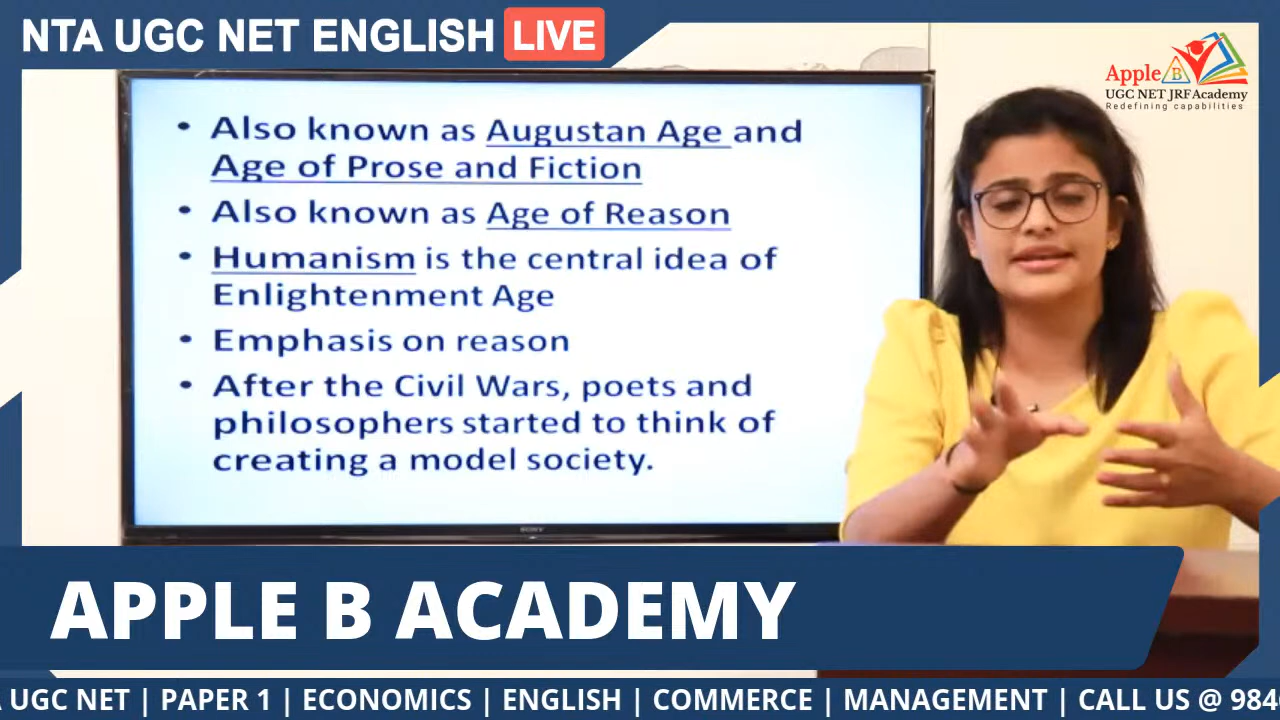 NTA UGC NET ENGLISH LIVE
Apple B
UGC NET JRF Academy
Redefining capabilities
• Also known as Augustan Age and
Age of Prose and Fiction
• Also known as Age of Reason
• Humanism is the central idea of
Enlightenment Age
• Emphasis on reason
• After the Civil Wars, poets and
philosophers started to think of
creating a model society.
SONY
APPLE B ACADEMY
UGC NET | PAPER 1 | ECONOMICS | ENGLISH | COMMERCE | MANAGEMENT | CALL US @ 984